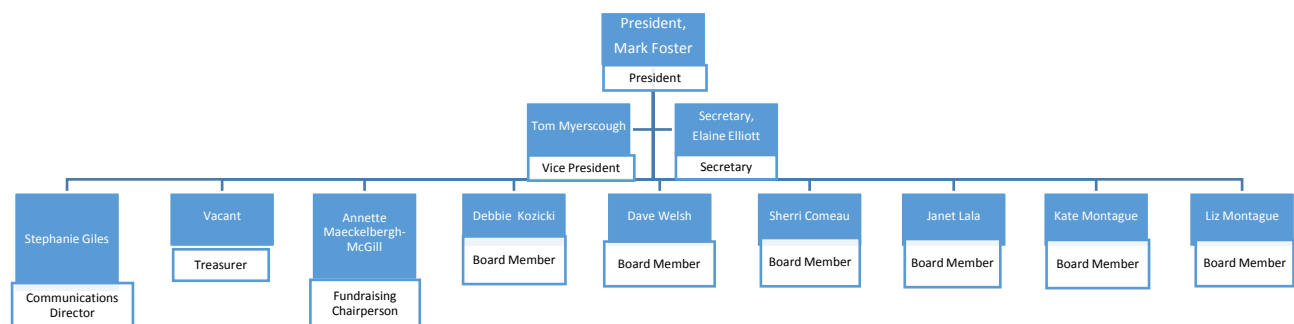 President,
Mark Foster
President
Tom Myerscough
Vice President
Secretary,
Elaine Elliott
Secretary
Stephanie Giles
Communications
Director
Vacant
Treasurer
Annette
Maeckelbergh-
McGill
Fundraising
Chairperson
Debbie Kozicki
Board Member
Dave Welsh
Board Member
Sherri Comeau
Board Member
Janet Lala
Board Member
Kate Montague
Board Member
Liz Montague
Board Member